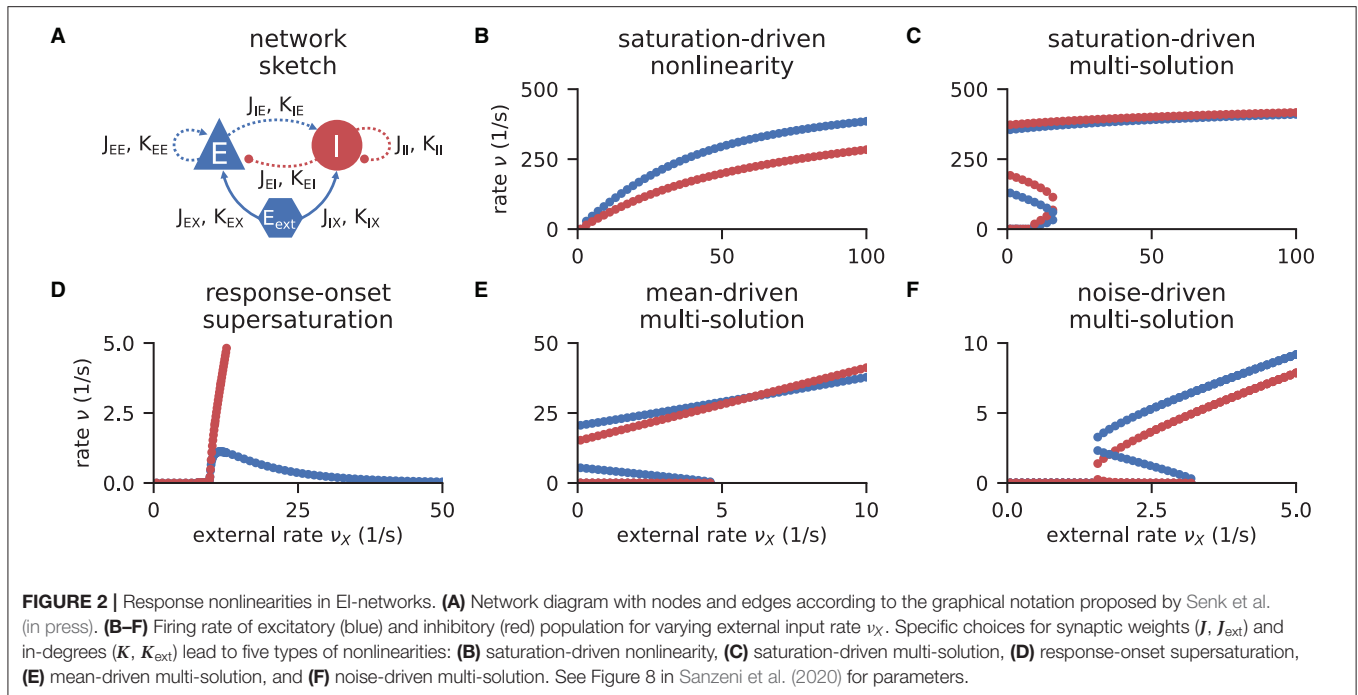 A
network
sketch
J_IE, K_IE
J_EE, K_EE
E
I
J_II, K_II
J_EI, K_EI
J_EX, K_EX
E_ext
J_IX, K_IX
B
saturation-driven
nonlinearity
rate ν (1/s)
500
250
0
0
50
100
C
saturation-driven
multi-solution
500
250
0
0
50
100
D
response-onset
supersaturation
rate ν (1/s)
5.0
2.5
0.0
0
25
50
external rate ν_X (1/s)
E
mean-driven
multi-solution
50
25
0
0
5
10
external rate ν_X (1/s)
F
noise-driven
multi-solution
10
5
0
0.0
2.5
5.0
external rate ν_X (1/s)
FIGURE 2 | Response nonlinearities in EI-networks. (A) Network diagram with nodes and edges according to the graphical notation proposed by Senk et al.
(in press). (B–F) Firing rate of excitatory (blue) and inhibitory (red) population for varying external input rate ν_X. Specific choices for synaptic weights (J, J_ext) and
in-degrees (K, K_ext) lead to five types of nonlinearities: (B) saturation-driven nonlinearity, (C) saturation-driven multi-solution, (D) response-onset supersaturation,
(E) mean-driven multi-solution, and (F) noise-driven multi-solution. See Figure 8 in Sanzeni et al. (2020) for parameters.